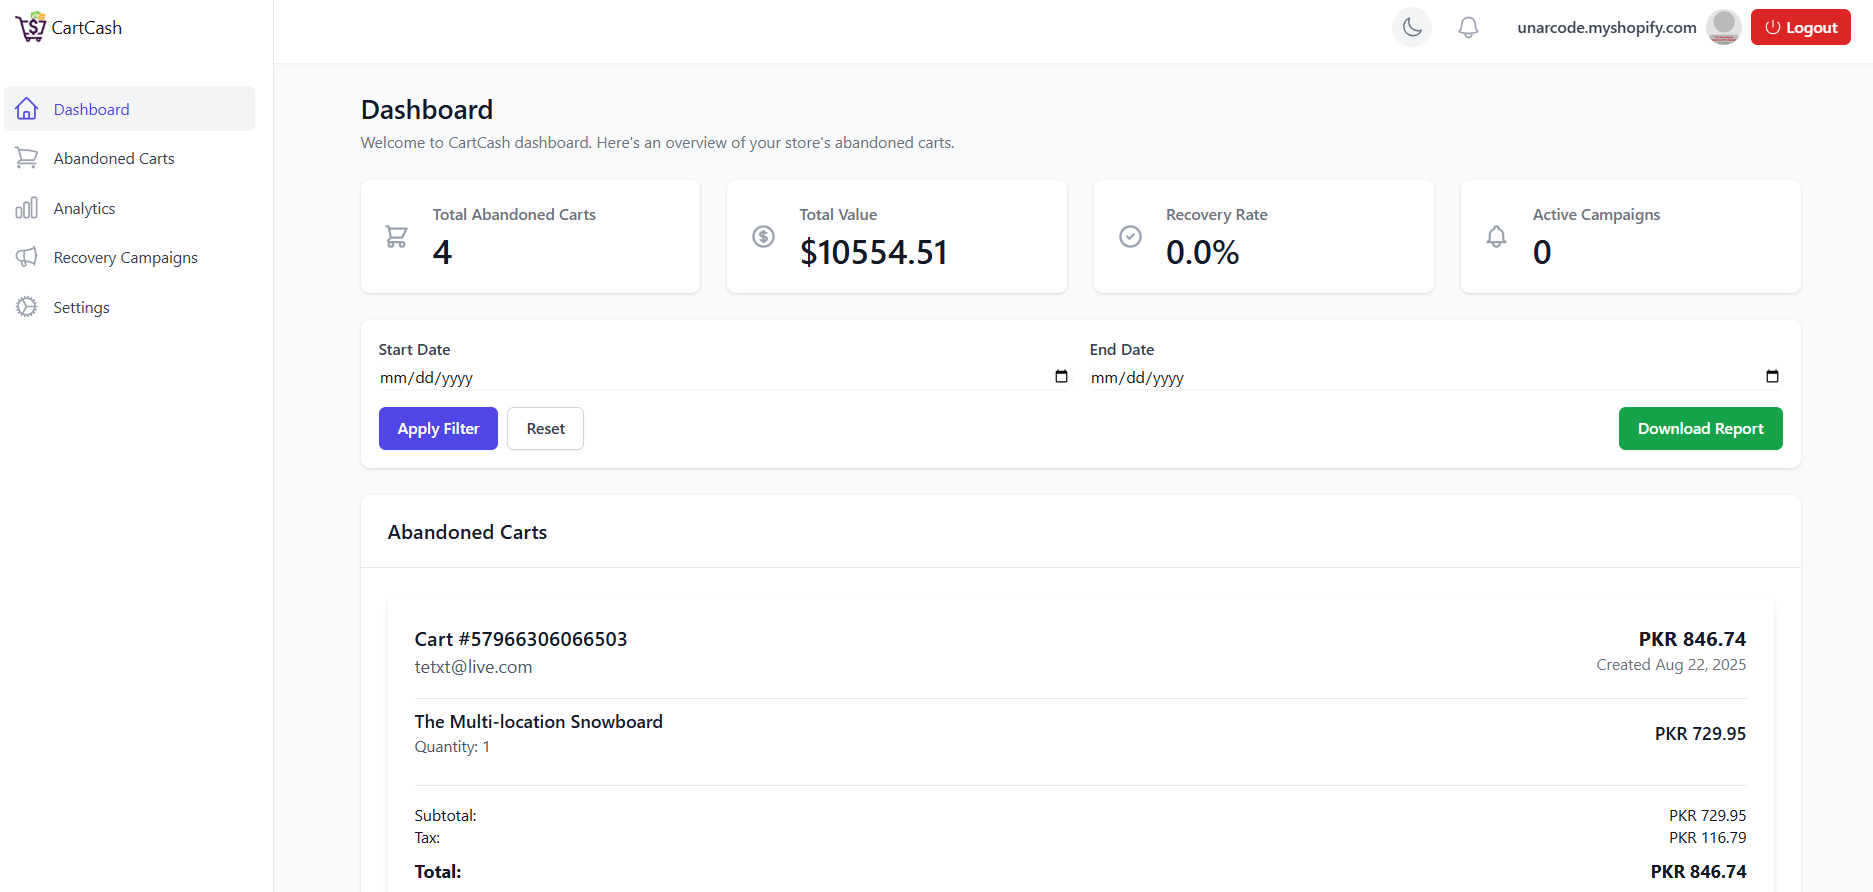 CartCash
unarcode.myshopify.com
Logout
Dashboard
Abandoned Carts
Analytics
Recovery Campaigns
Settings
Dashboard
Welcome to CartCash dashboard. Here's an overview of your store's abandoned carts.
Total Abandoned Carts
4
Total Value
$10554.51
Recovery Rate
0.0%
Active Campaigns
0
Start Date
mm/dd/yyyy
End Date
mm/dd/yyyy
Apply Filter
Reset
Download Report
Abandoned Carts
Cart #57966306066503
PKR 846.74
tetxt@live.com
Created Aug 22, 2025
The Multi-location Snowboard
Quantity: 1
PKR 729.95
Subtotal:
PKR 729.95
Tax:
PKR 116.79
Total:
PKR 846.74